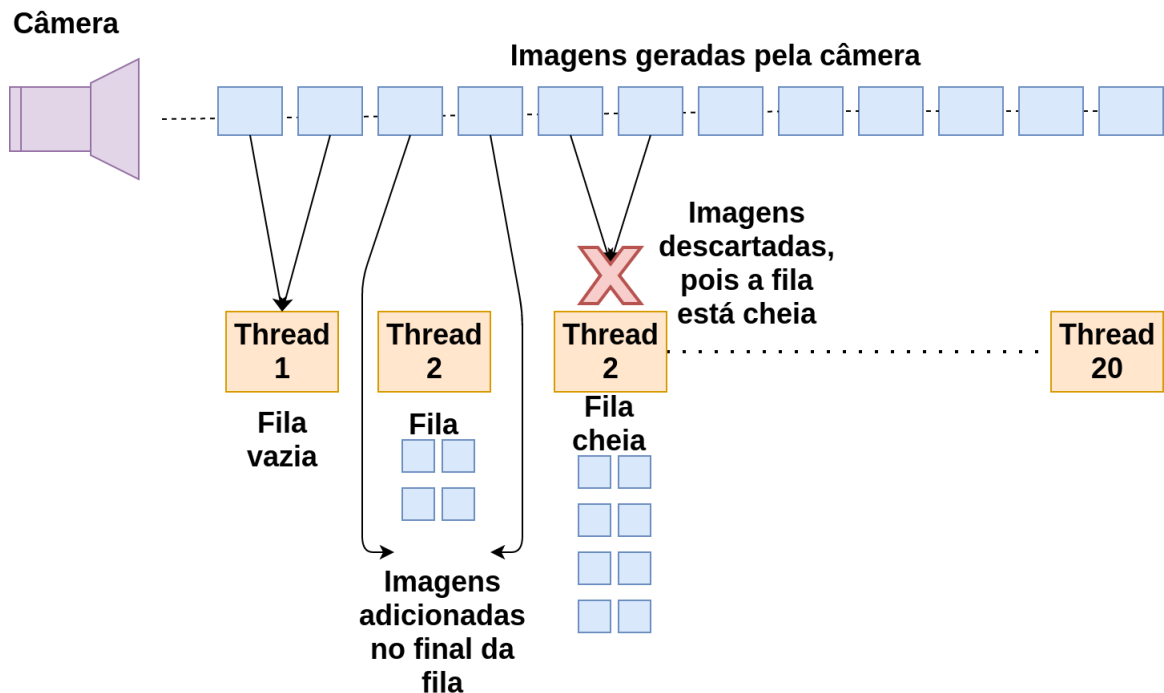 Câmera
Imagens geradas pela câmera
Imagens
descartadas,
pois a fila
está cheia
Thread
1
Thread
2
Thread
2
Thread
20
Fila
vazia
Fila
Fila
cheia
Imagens
adicionadas
no final da
fila